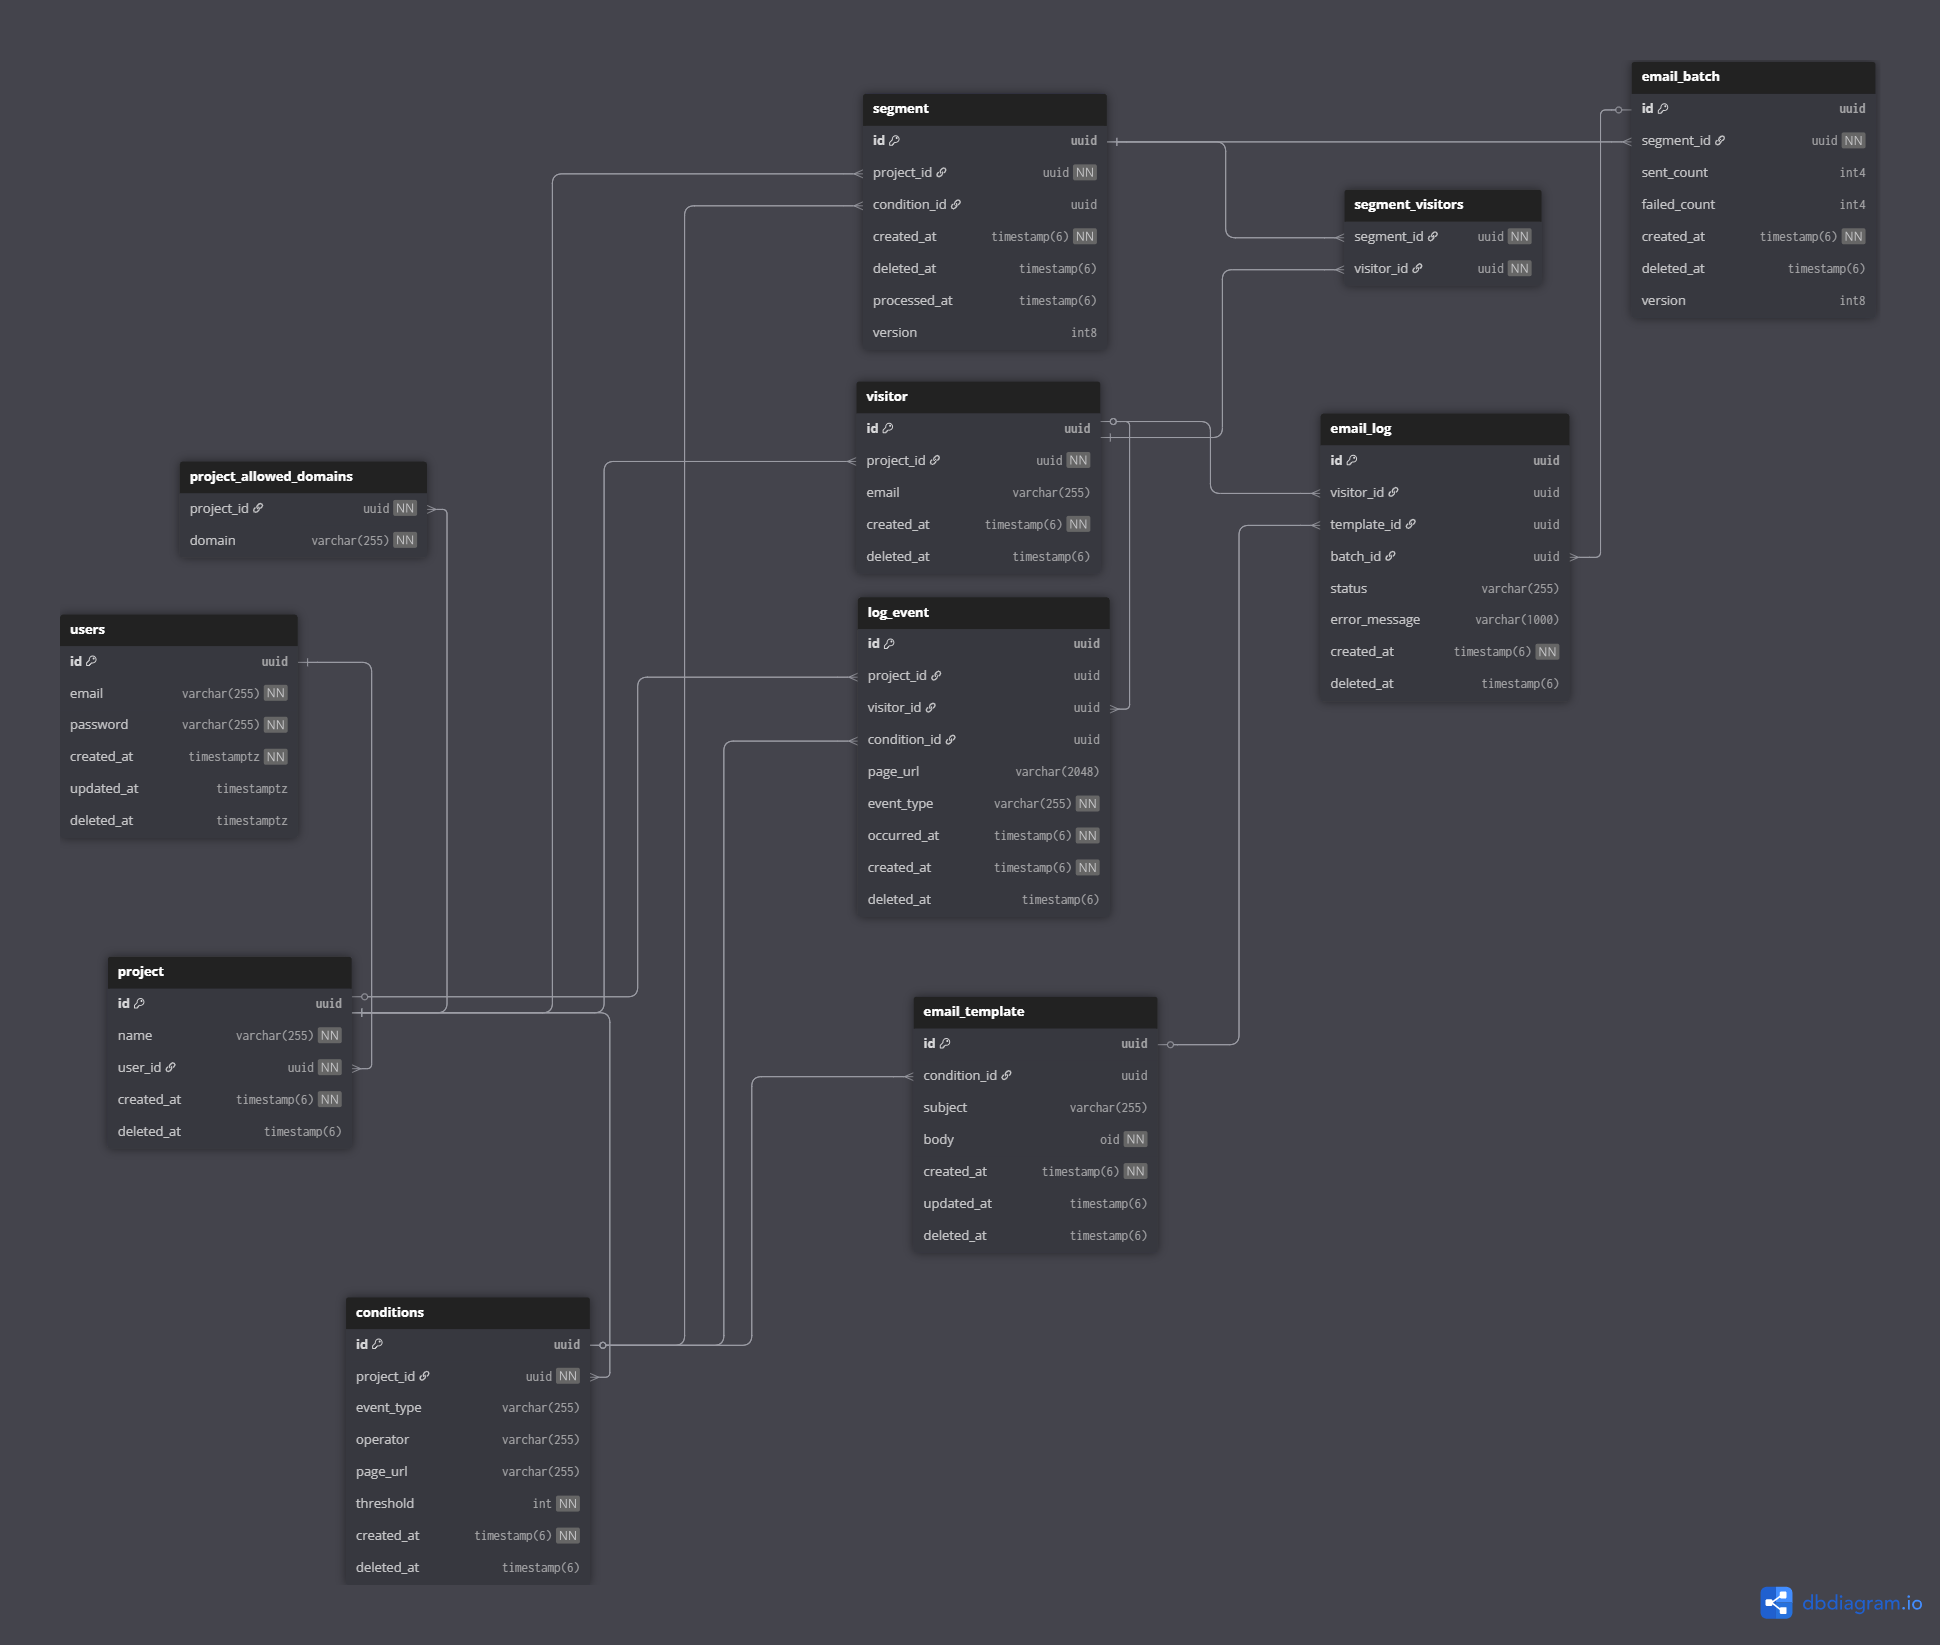 email_batch
id uuid
segment_id uuid NN
sent_count int4
failed_count int4
created_at timestamp(6) NN
deleted_at timestamp(6)
version int8
segment
id uuid
project_id uuid NN
condition_id uuid
created_at timestamp(6) NN
deleted_at timestamp(6)
processed_at timestamp(6)
version int8
segment_visitors
segment_id uuid NN
visitor_id uuid NN
visitor
id uuid
project_id uuid NN
email varchar(255)
created_at timestamp(6) NN
deleted_at timestamp(6)
email_log
id uuid
visitor_id uuid
template_id uuid
batch_id uuid
status varchar(255)
error_message varchar(1000)
created_at timestamp(6) NN
deleted_at timestamp(6)
project_allowed_domains
project_id uuid NN
domain varchar(255) NN
log_event
id uuid
project_id uuid
visitor_id uuid
condition_id uuid
page_url varchar(2048)
event_type varchar(255) NN
occurred_at timestamp(6) NN
created_at timestamp(6) NN
deleted_at timestamp(6)
users
id uuid
email varchar(255) NN
password varchar(255) NN
created_at timestamptz NN
updated_at timestamptz
deleted_at timestamptz
project
id uuid
name varchar(255) NN
user_id uuid NN
created_at timestamp(6) NN
deleted_at timestamp(6)
email_template
id uuid
condition_id uuid
subject varchar(255)
body oid NN
created_at timestamp(6) NN
updated_at timestamp(6)
deleted_at timestamp(6)
conditions
id uuid
project_id uuid NN
event_type varchar(255)
operator varchar(255)
page_url varchar(255)
threshold int NN
created_at timestamp(6) NN
deleted_at timestamp(6)
dbdiagram.io